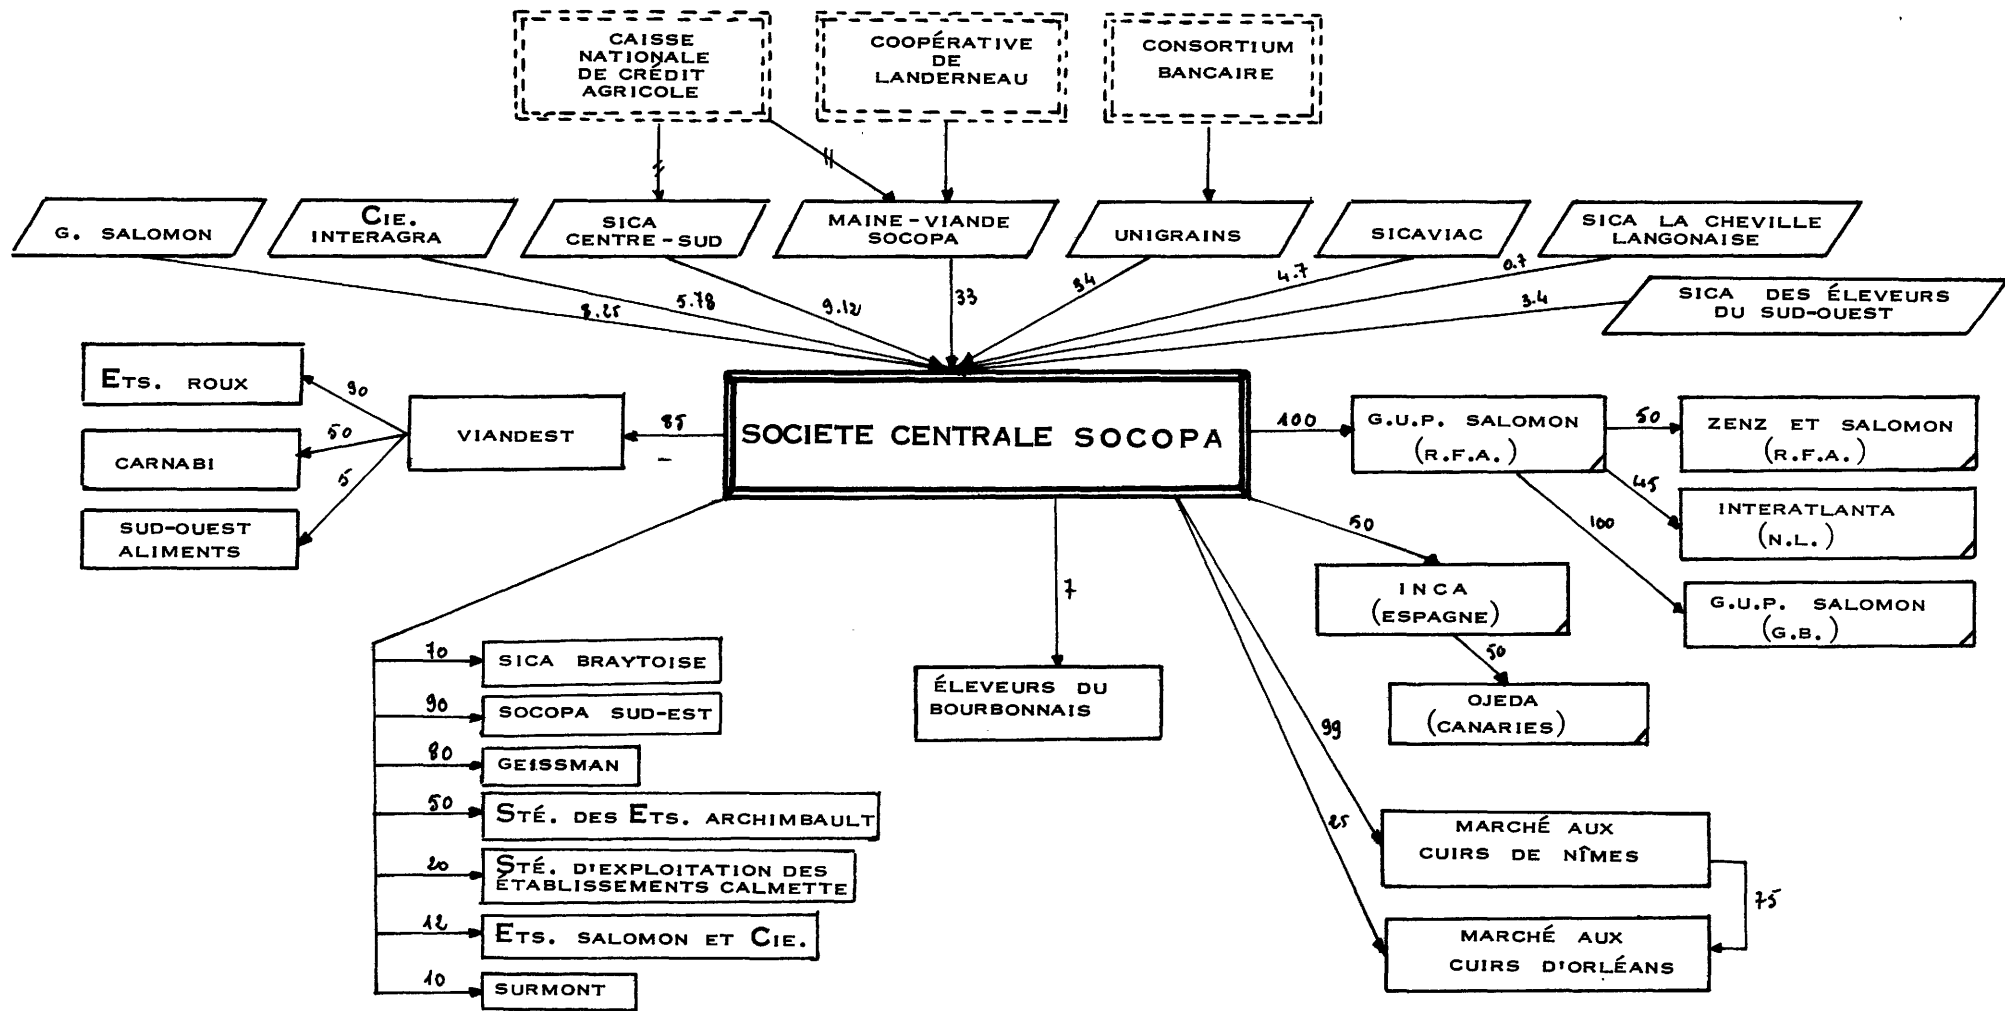 CAISSE
NATIONALE
DE CRÉDIT
AGRICOLE
COOPÉRATIVE
DE
LANDERNEAU
CONSORTIUM
BANCAIRE
G. SALOMON
CIE.
INTERAGRA
SICA
CENTRE-SUD
MAINE-VIANDE
SOCOPA
UNIGRAINS
SICAVIAC
SICA LA CHEVILLE
LANGONAISE
SICA DES ÉLEVEURS
DU SUD-OUEST
8.25
5.78
9.12
33
34
4.7
0.7
3.4
ETS. ROUX
CARNABI
SUD-OUEST
ALIMENTS
90
50
5
VIANDEST
85
SOCIETE CENTRALE SOCOPA
100
G.U.P. SALOMON
(R.F.A.)
50
45
100
ZENZ ET SALOMON
(R.F.A.)
INTERATLANTA
(N.L.)
G.U.P. SALOMON
(G.B.)
50
INCA
(ESPAGNE)
50
OJEDA
(CANARIES)
7
ÉLEVEURS DU
BOURBONNAIS
70
SICA BRAYTOISE
90
SOCOPA SUD-EST
80
GEISSMAN
50
STÉ. DES ETS. ARCHIMBAULT
20
STÉ. D'EXPLOITATION DES
ÉTABLISSEMENTS CALMETTE
12
ETS. SALOMON ET CIE.
10
SURMONT
99
25
MARCHÉ AUX
CUIRS DE NÎMES
75
MARCHÉ AUX
CUIRS D'ORLÉANS